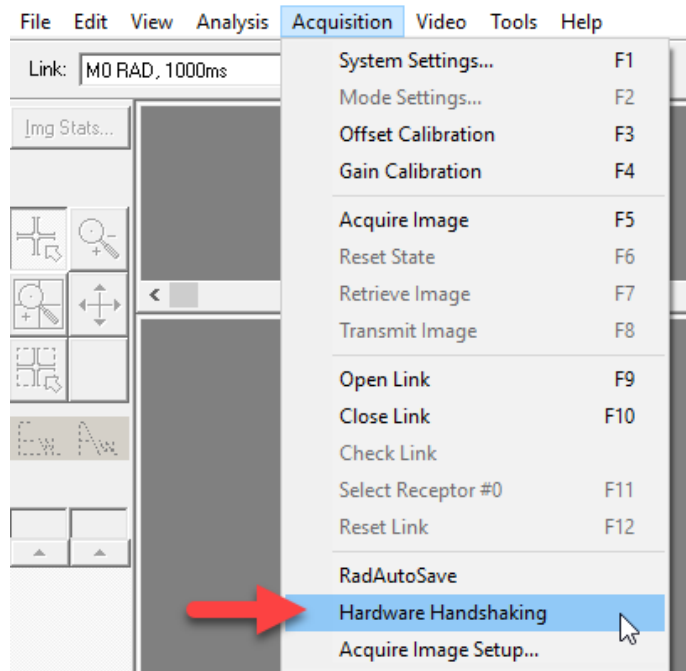 File Edit View Analysis Acquisition Video Tools Help
Link: M0 RAD, 1000ms
Img Stats...
System Settings... F1
Mode Settings... F2
Offset Calibration F3
Gain Calibration F4
Acquire Image F5
Reset State F6
Retrieve Image F7
Transmit Image F8
Open Link F9
Close Link F10
Check Link
Select Receptor #0 F11
Reset Link F12
RadAutoSave
Hardware Handshaking
Acquire Image Setup...